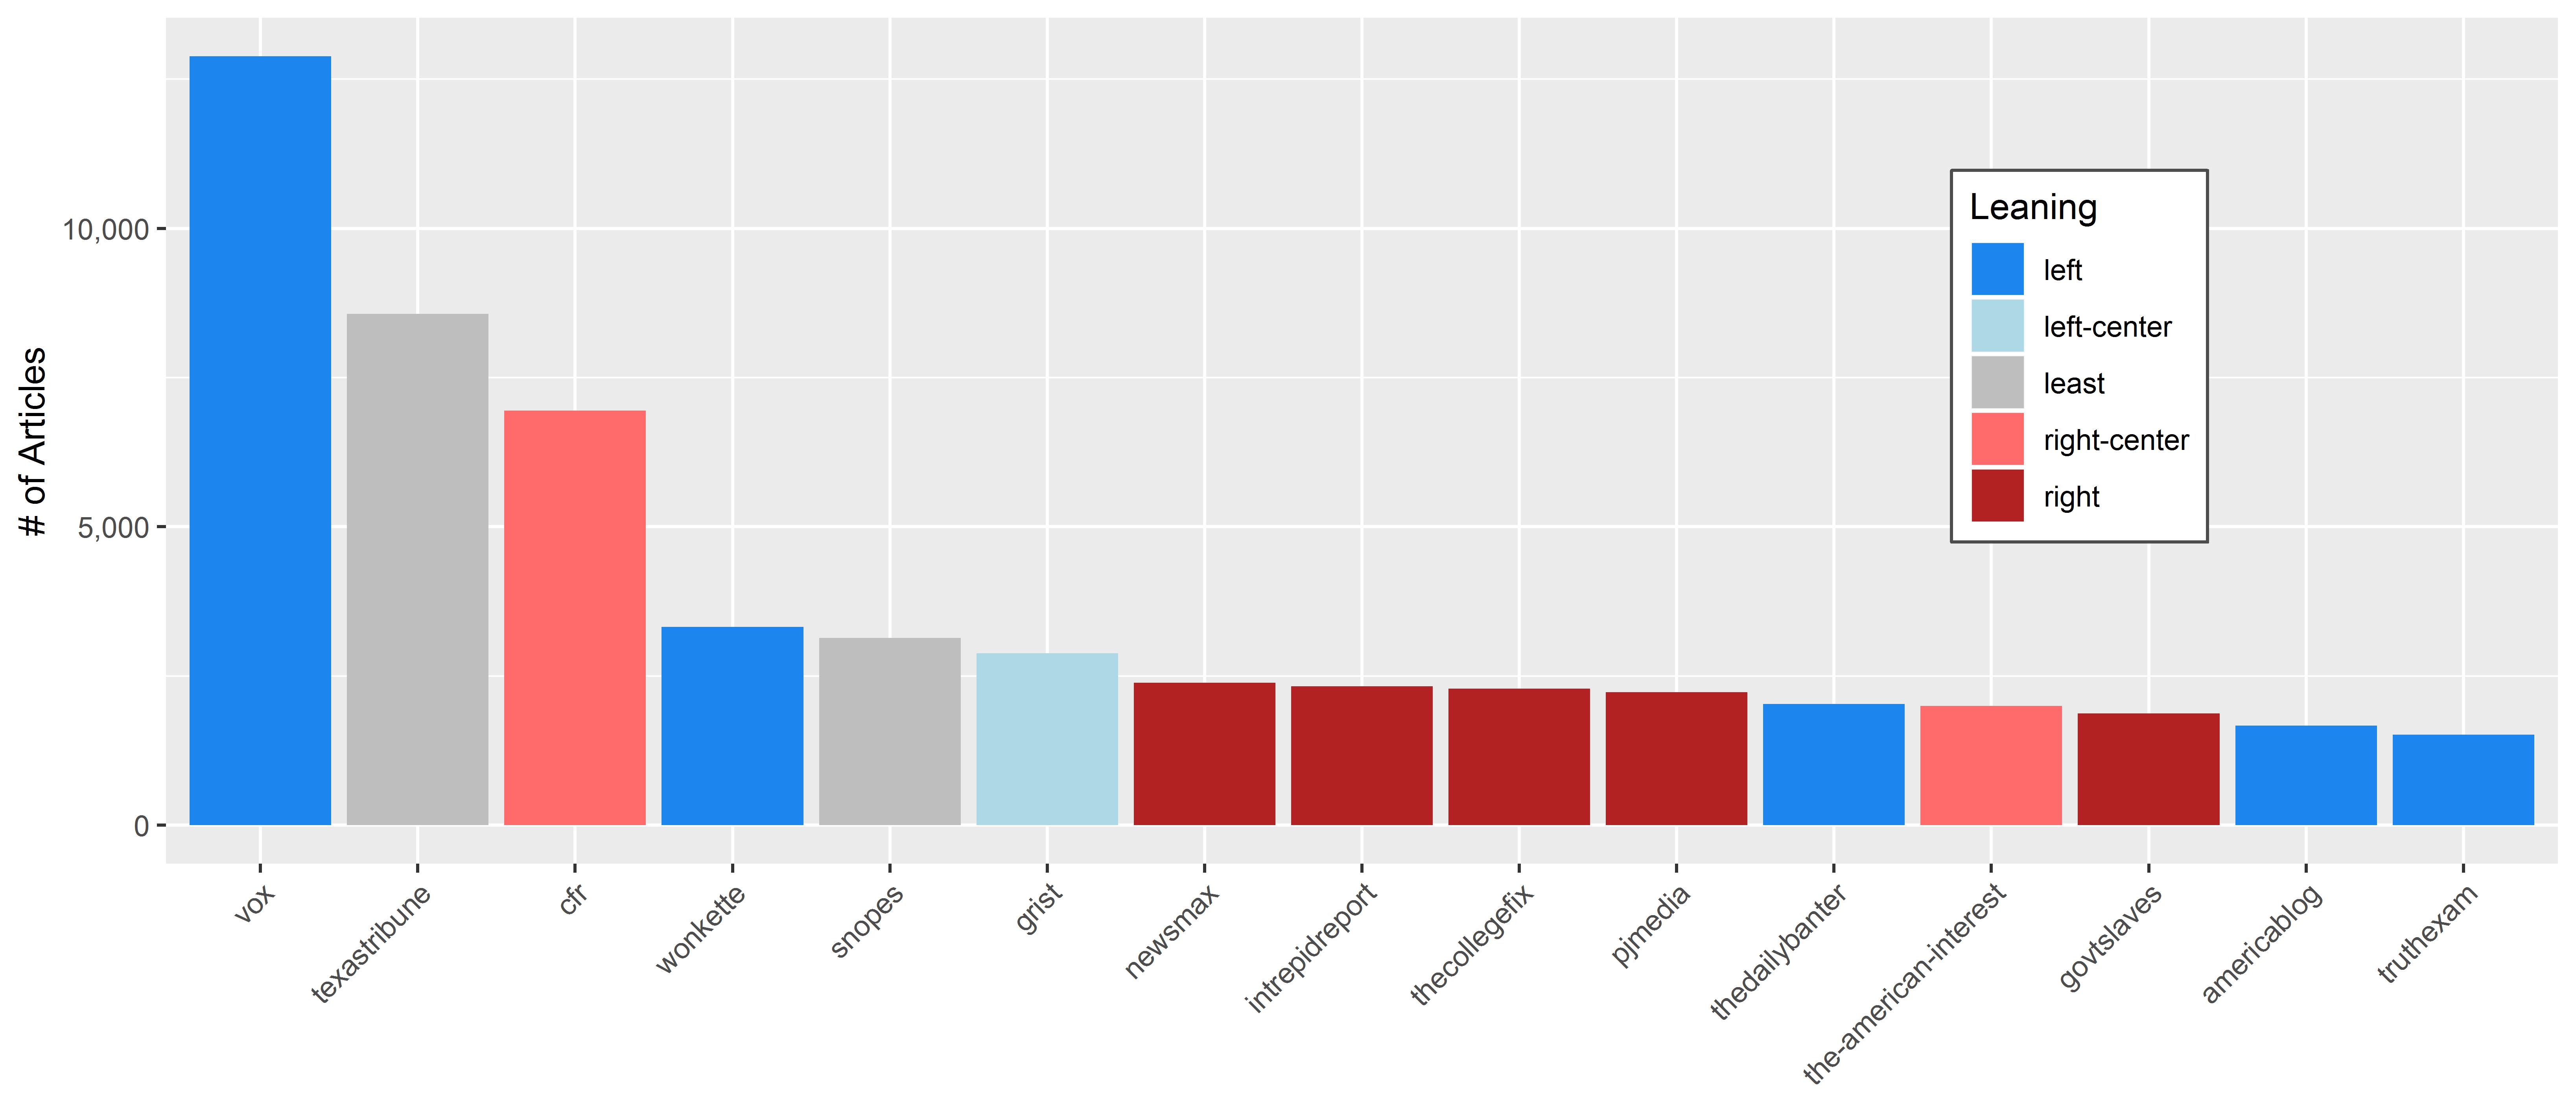 # of Articles
10,000
5,000
0
Leaning
left
left-center
least
right-center
right
vox
texastribune
cfr
wonkette
snopes
grist
newsmax
intrepidreport
thecollegefix
pjmedia
thedailybanter
the-american-interest
govtslaves
americablog
truthexam